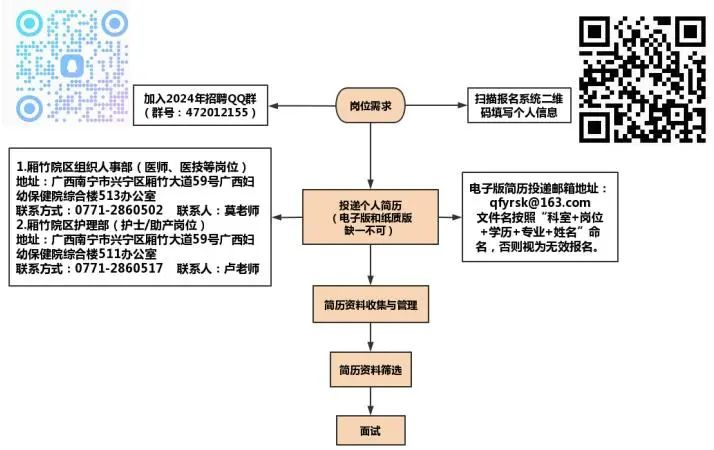 加入2024年招聘QQ群
（群号：472012155）
岗位需求
扫描报名系统二维
码填写个人信息
1.厢竹院区组织人事部（医师、医技等岗位）
地址：广西南宁市兴宁区厢竹大道59号广西妇
幼保健院综合楼513办公室
联系方式：0771-2860502 联系人：莫老师
2.厢竹院区护理部（护士/助产岗位）
地址：广西南宁市兴宁区厢竹大道59号广西妇
幼保健院综合楼511办公室
联系方式：0771-2860517 联系人：卢老师
投递个人简历
（电子版和纸质版
缺一不可）
电子版简历投递邮箱地址：
qfyrsk@163.com
文件名按照“科室+岗位
+学历+专业+姓名”命
名，否则视为无效报名。
简历资料收集与管理
简历资料筛选
面试